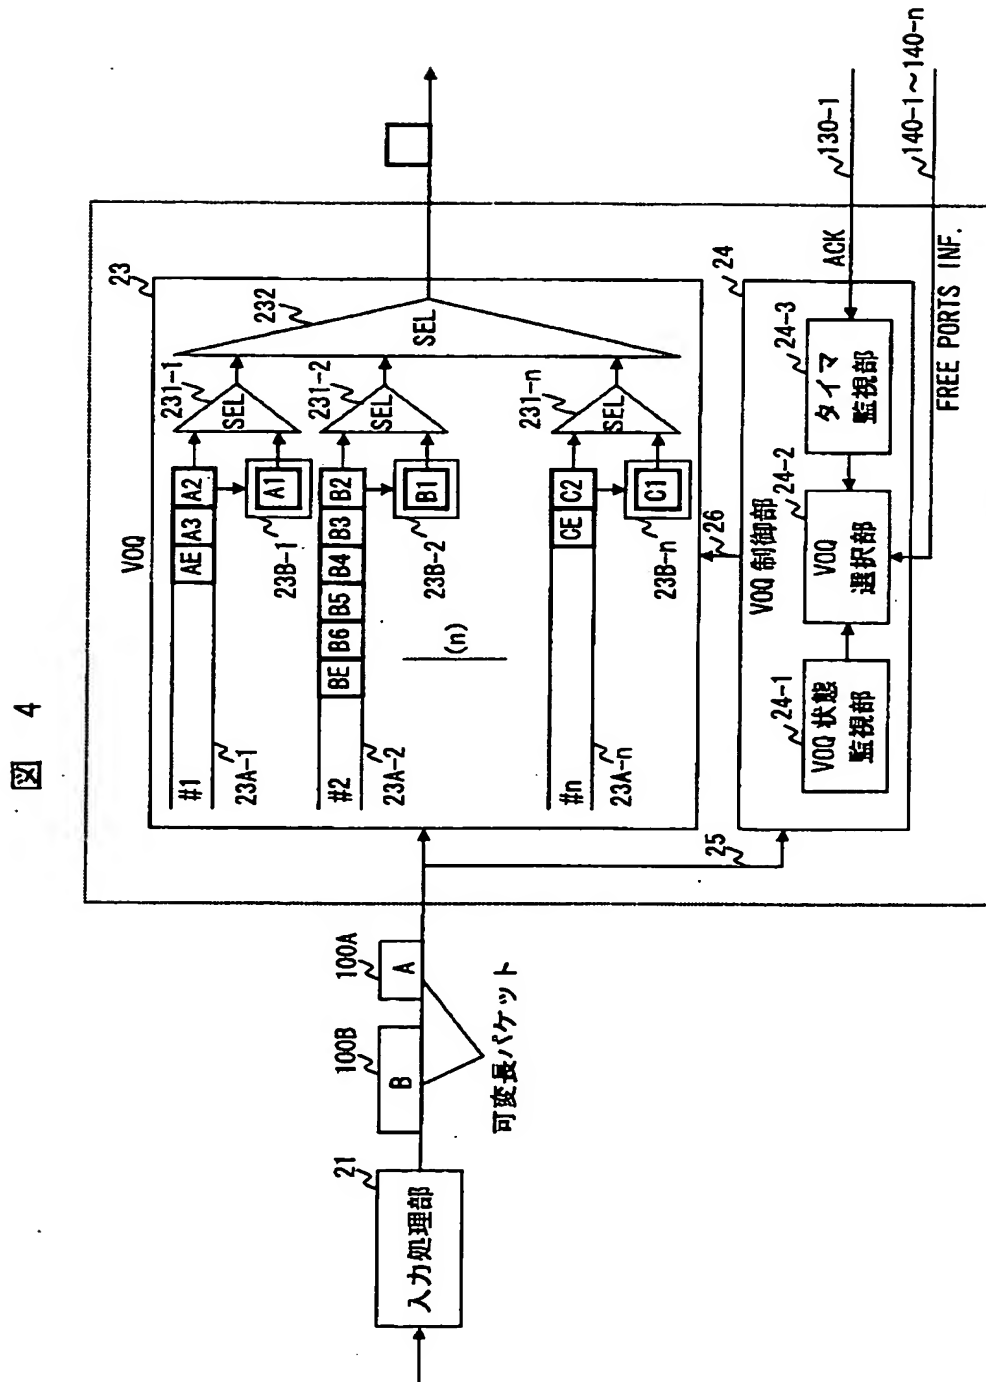 図 4
入力処理部
21
B
100B
A
100A
可変長パケット
VOQ
23
#1
AE
A3
A2
23A-1
A1
23B-1
SEL
231-1
#2
BE
B6
B5
B4
B3
B2
23A-2
B1
23B-2
SEL
231-2
(n)
#n
CE
C2
23A-n
C1
23B-n
SEL
231-n
SEL
232
25
26
VOQ 制御部
24
VOQ 状態
監視部
24-1
VOQ
選択部
24-2
タイマ
監視部
24-3
ACK
130-1
FREE PORTS INF.
140-1～140-n